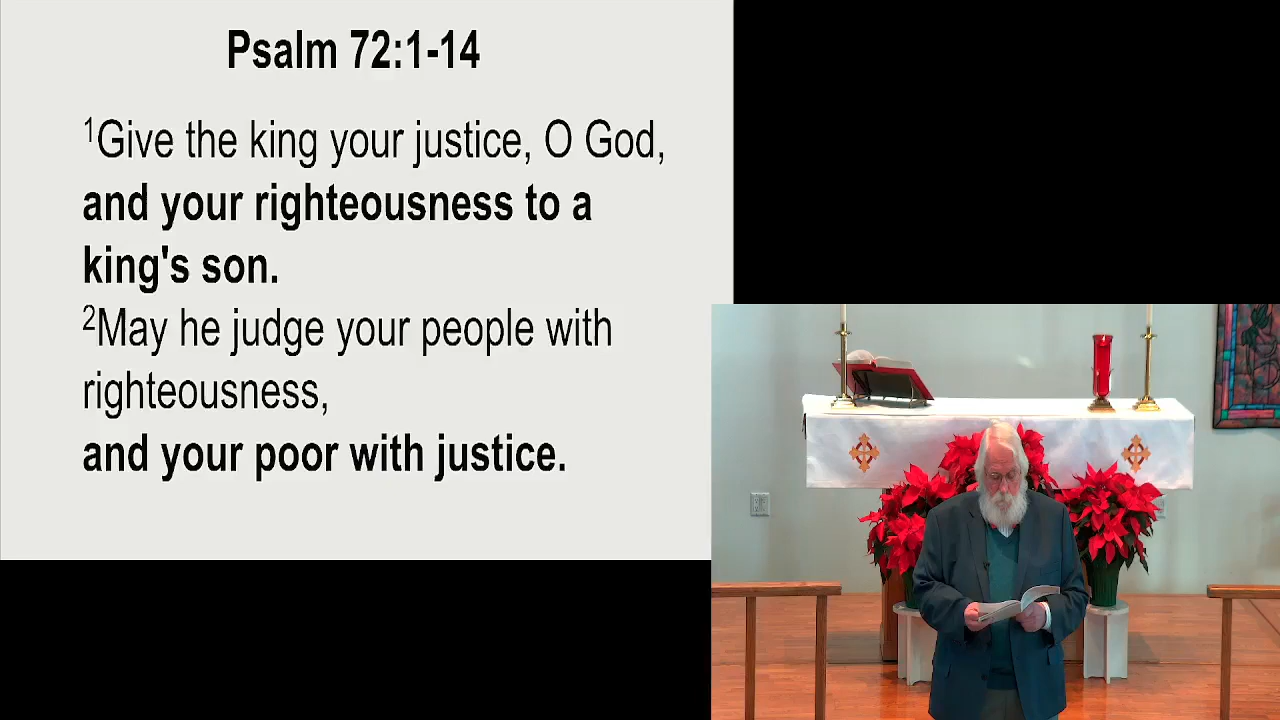 Psalm 72:1-14
¹Give the king your justice, O God,
and your righteousness to a
king's son.
²May he judge your people with
righteousness,
and your poor with justice.